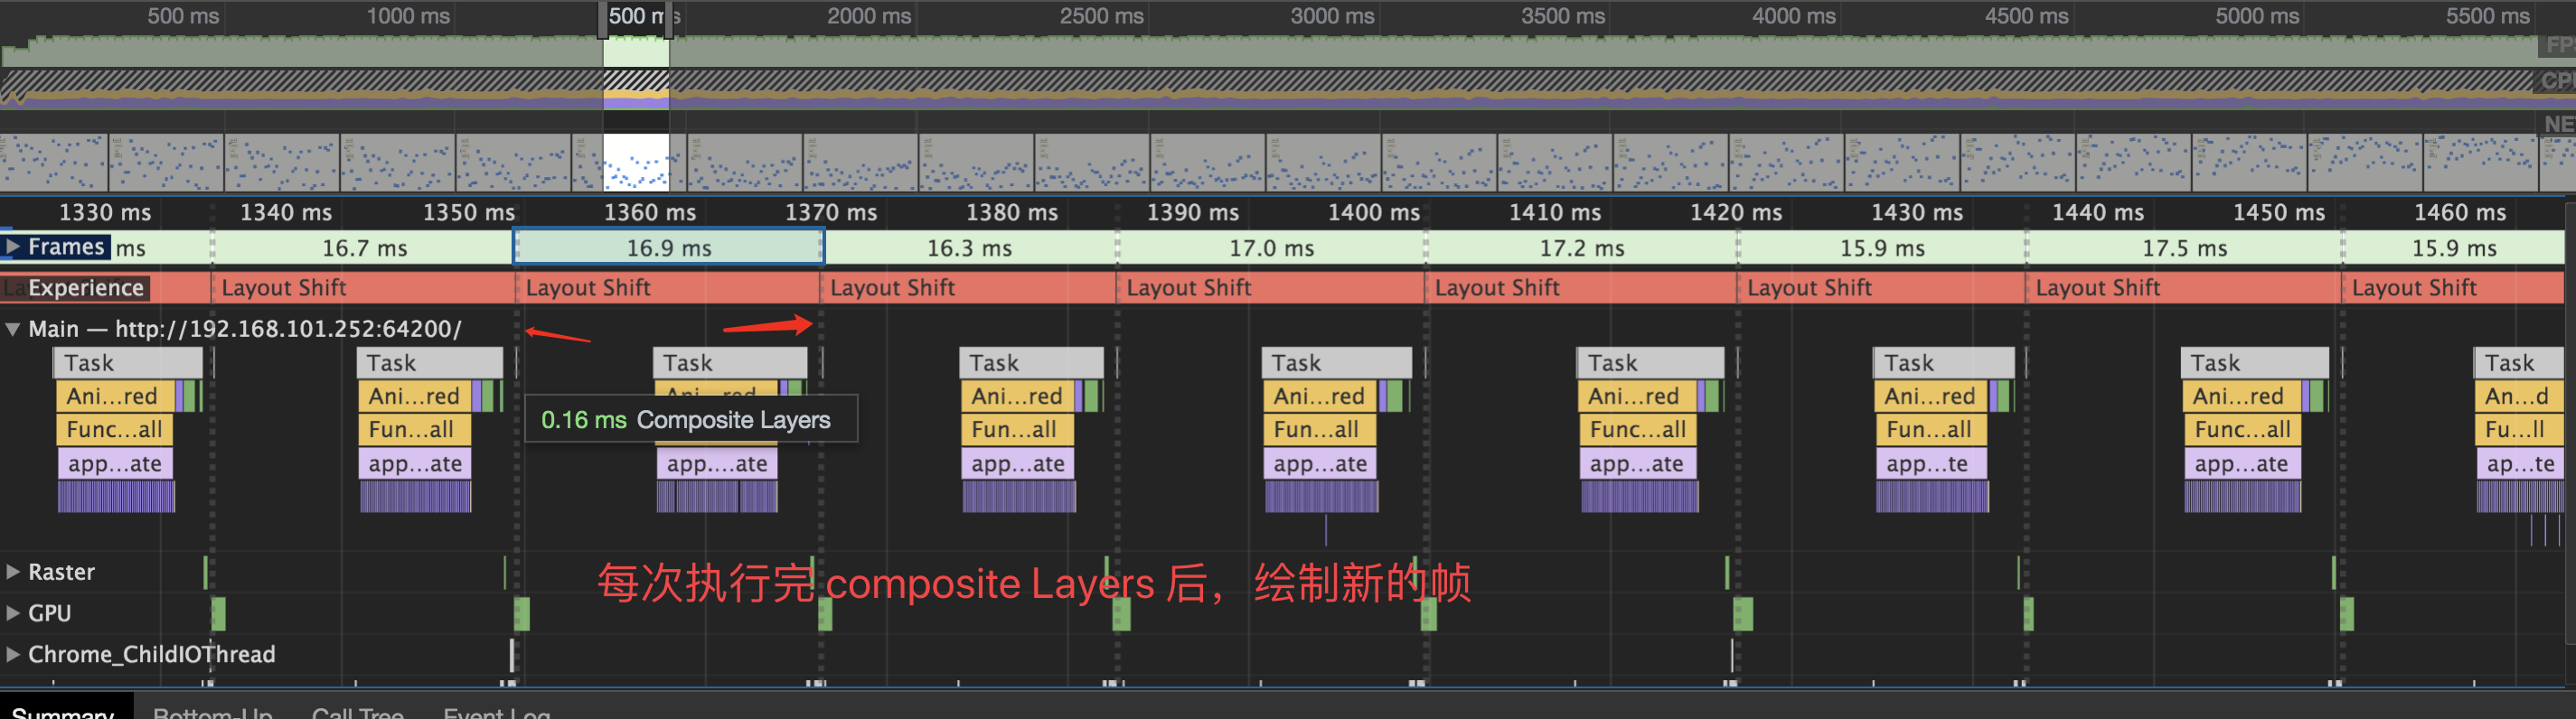 500 ms 1000 ms 500 ms 2000 ms 2500 ms 3000 ms 3500 ms 4000 ms 4500 ms 5000 ms 5500 ms
FP
CP
NE
1330 ms 1340 ms 1350 ms 1360 ms 1370 ms 1380 ms 1390 ms 1400 ms 1410 ms 1420 ms 1430 ms 1440 ms 1450 ms 1460 ms
Frames ms 16.7 ms 16.9 ms 16.3 ms 17.0 ms 17.2 ms 15.9 ms 17.5 ms 15.9 ms
Experience Layout Shift Layout Shift Layout Shift Layout Shift Layout Shift Layout Shift Layout Shift Layout Shift
Main — http://192.168.101.252:64200/
Task Task Task Task Task Task Task Task Task
Ani...red Ani...red Ani...red Ani...red Ani...red Ani...red Ani...red Ani...red An...d
0.16 ms Composite Layers
Func...all Fun...all Fun...all Fun...all Func...all Fun...all Func...all Fu...ll
app...ate app...ate app....ate app...ate app...ate app...ate app...te app...ate ap...te
每次执行完 composite Layers 后，绘制新的帧
Raster
GPU
Chrome_ChildIOThread
Summary Bottom-Up Call Tree Event Log